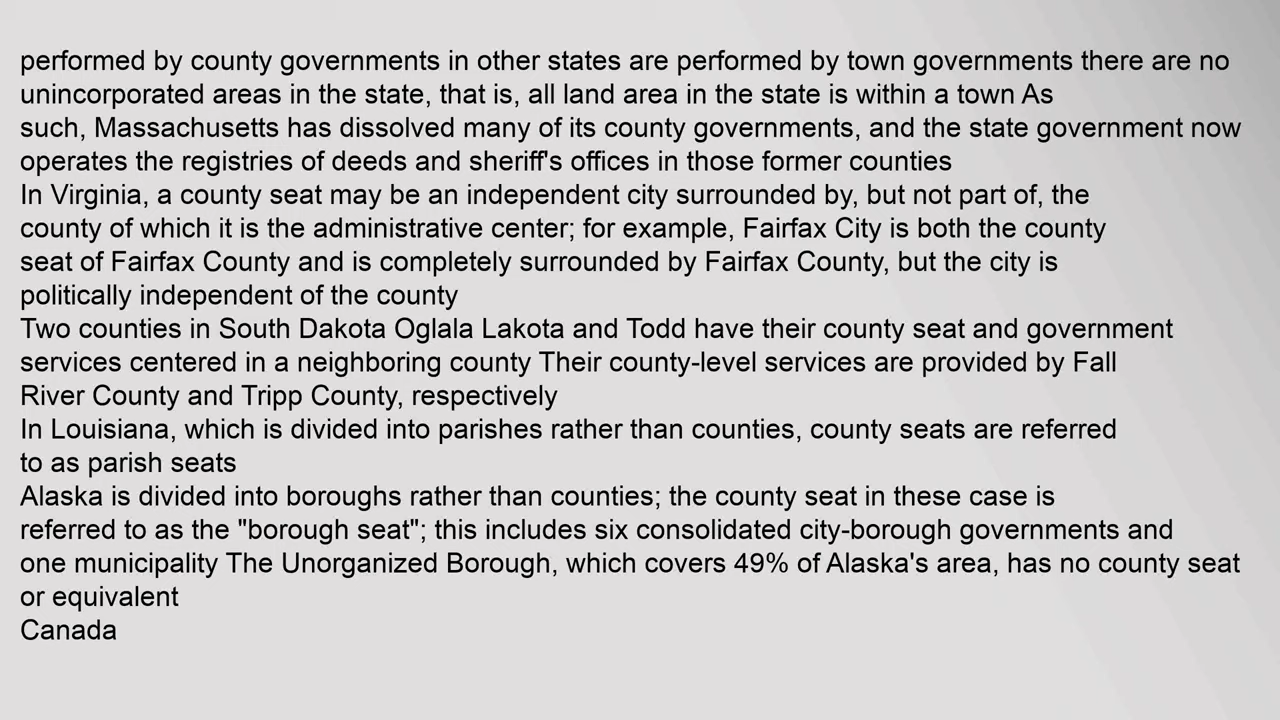 performed by county governments in other states are performed by town governments there are no
unincorporated areas in the state, that is, all land area in the state is within a town As
such, Massachusetts has dissolved many of its county governments, and the state government now
operates the registries of deeds and sheriff's offices in those former counties
In Virginia, a county seat may be an independent city surrounded by, but not part of, the
county of which it is the administrative center; for example, Fairfax City is both the county
seat of Fairfax County and is completely surrounded by Fairfax County, but the city is
politically independent of the county
Two counties in South Dakota Oglala Lakota and Todd have their county seat and government
services centered in a neighboring county Their county-level services are provided by Fall
River County and Tripp County, respectively
In Louisiana, which is divided into parishes rather than counties, county seats are referred
to as parish seats
Alaska is divided into boroughs rather than counties; the county seat in these case is
referred to as the "borough seat"; this includes six consolidated city-borough governments and
one municipality The Unorganized Borough, which covers 49% of Alaska's area, has no county seat
or equivalent
Canada